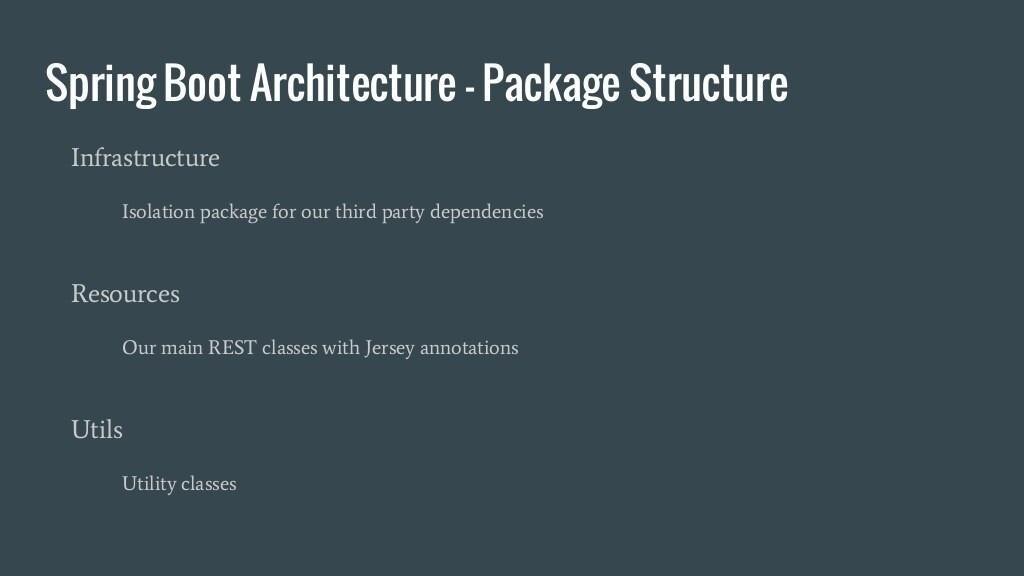 Spring Boot Architecture - Package Structure
Infrastructure
Isolation package for our third party dependencies
Resources
Our main REST classes with Jersey annotations
Utils
Utility classes